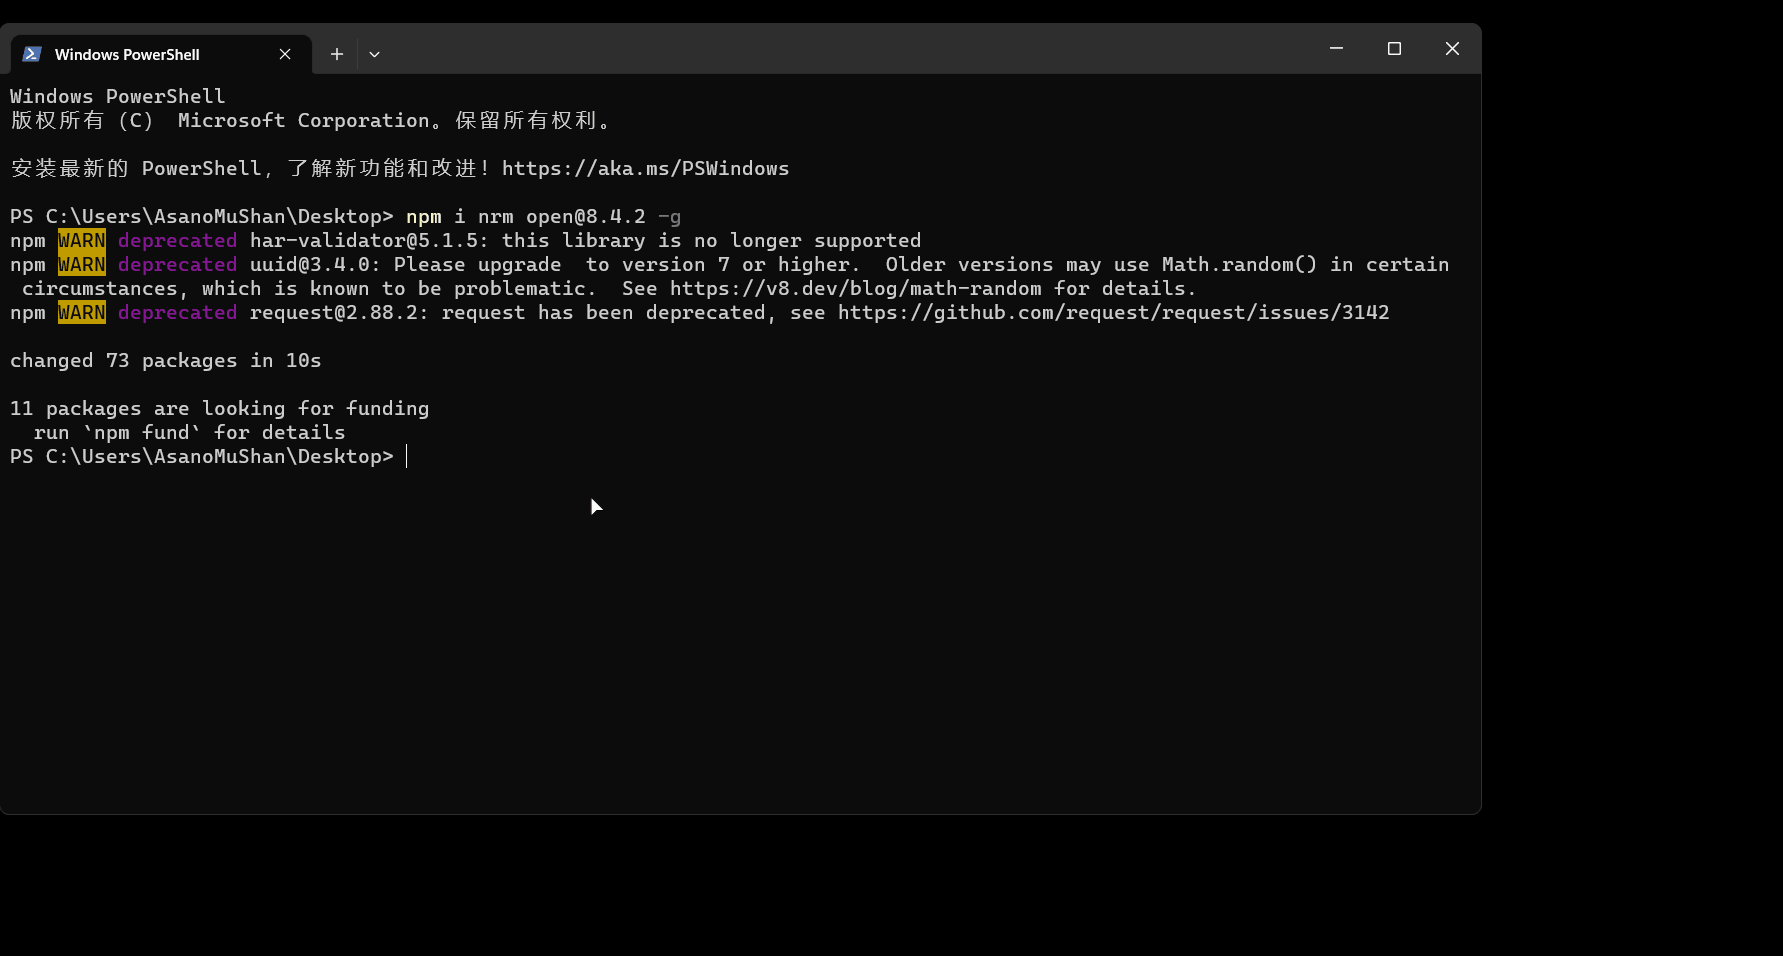 Windows PowerShell
Windows PowerShell
版权所有 (C)  Microsoft Corporation。保留所有权利。
安装最新的 PowerShell，了解新功能和改进！https://aka.ms/PSWindows
PS C:\Users\AsanoMuShan\Desktop> npm i nrm open@8.4.2 -g
npm WARN deprecated har-validator@5.1.5: this library is no longer supported
npm WARN deprecated uuid@3.4.0: Please upgrade  to version 7 or higher.  Older versions may use Math.random() in certain
 circumstances, which is known to be problematic.  See https://v8.dev/blog/math-random for details.
npm WARN deprecated request@2.88.2: request has been deprecated, see https://github.com/request/request/issues/3142
changed 73 packages in 10s
11 packages are looking for funding
  run `npm fund` for details
PS C:\Users\AsanoMuShan\Desktop>